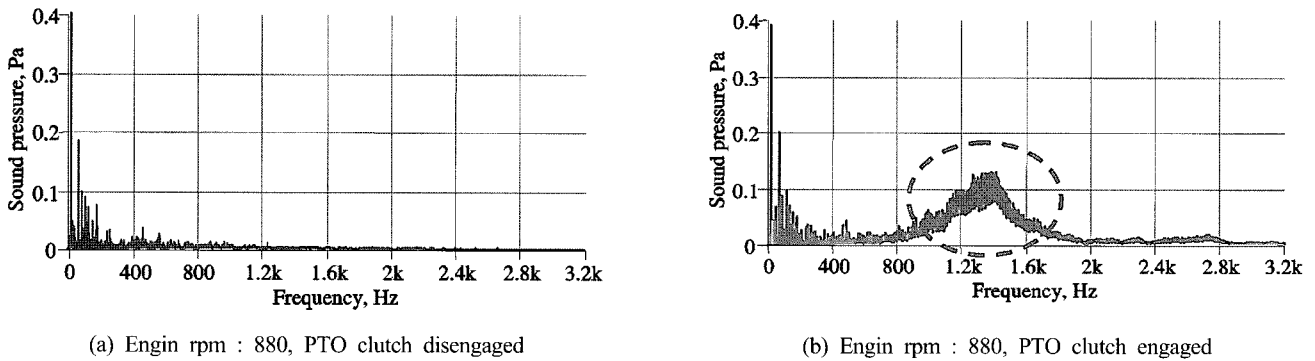 0.4
0.3
0.2
0.1
0
Sound pressure, Pa
0 400 800 1.2k 1.6k 2k 2.4k 2.8k 3.2k
Frequency, Hz
(a) Engin rpm : 880, PTO clutch disengaged
0.4
0.3
0.2
0.1
0.0
Sound pressure, Pa
0 400 800 1.2k 1.6k 2k 2.4k 2.8k 3.2k
Frequency, Hz
(b) Engin rpm : 880, PTO clutch engaged